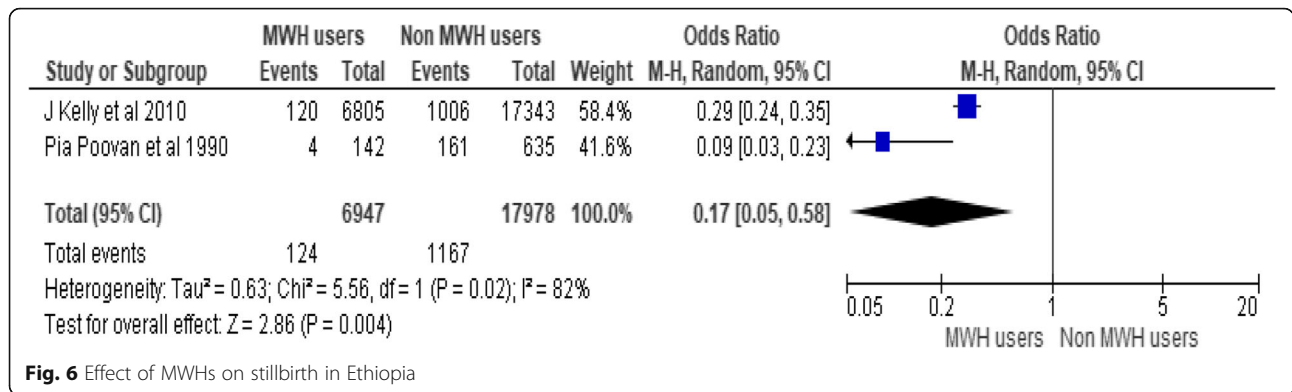 MWH users Non MWH users Odds Ratio Odds Ratio
Study or Subgroup Events Total Events Total Weight M-H, Random, 95% CI M-H, Random, 95% CI
J Kelly et al 2010 120 6805 1006 17343 58.4% 0.29 [0.24, 0.35]
Pia Poovan et al 1990 4 142 161 635 41.6% 0.09 [0.03, 0.23]
Total (95% CI) 6947 17978 100.0% 0.17 [0.05, 0.58]
Total events 124 1167
Heterogeneity: Tau² = 0.63; Chi² = 5.56, df = 1 (P = 0.02); I² = 82%
Test for overall effect: Z = 2.86 (P = 0.004)
0.05 0.2 1 5 20
MWH users Non MWH users
Fig. 6 Effect of MWHs on stillbirth in Ethiopia